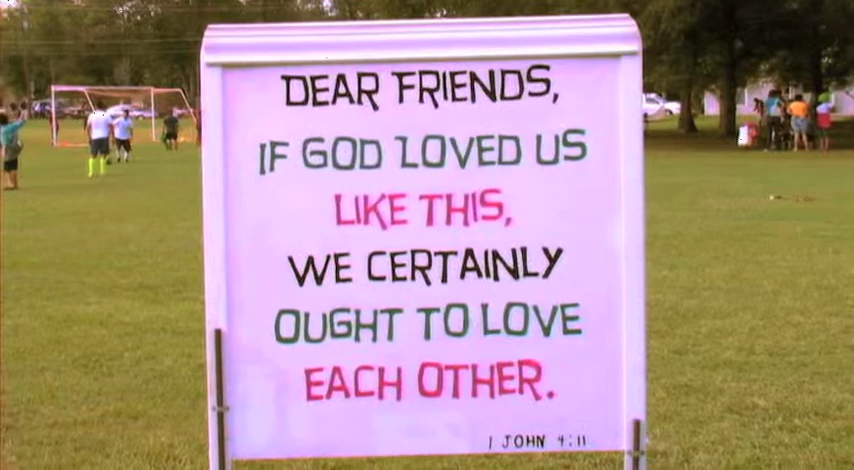 DEAR FRIENDS,
IF GOD LOVED US
LIKE THIS,
WE CERTAINLY
OUGHT TO LOVE
EACH OTHER.
1 JOHN 4:11